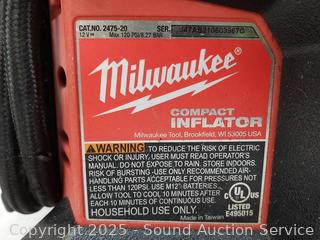 CAT.NO. 2475-20 SER.
12V⎓ Max 120 PSI/8.27 BAR
Milwaukee
COMPACT
INFLATOR
Milwaukee Tool, Brookfield, WI 53005 USA
WARNING TO REDUCE THE RISK OF ELECTRIC
SHOCK OR INJURY, USER MUST READ OPERATOR'S
MANUAL. DO NOT EXPOSE TO RAIN. STORE INDOORS.
RISK OF BURSTING - USE ONLY RECOMMENDED AIR-
HANDLING PARTS ACCEPTABLE FOR PRESSURES NOT
LESS THAN 120PSI. USE M12™ BATTERIES.
ALLOW TOOL TO COOL 10 MINUTES AFTER
EACH 10 MINUTES OF CONTINUOUS USE.
HOUSEHOLD USE ONLY.
Made in Taiwan
UL
C US
LISTED
E495015
Copyright 2025 - Sound Auction Service